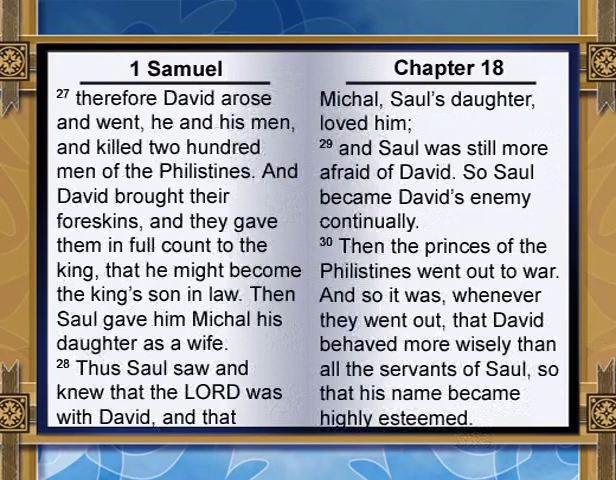 1 Samuel
27 therefore David arose
and went, he and his men,
and killed two hundred
men of the Philistines. And
David brought their
foreskins, and they gave
them in full count to the
king, that he might become
the king's son in law. Then
Saul gave him Michal his
daughter as a wife.
28 Thus Saul saw and
knew that the LORD was
with David, and that
Chapter 18
Michal, Saul's daughter,
loved him;
29 and Saul was still more
afraid of David. So Saul
became David's enemy
continually.
30 Then the princes of the
Philistines went out to war.
And so it was, whenever
they went out, that David
behaved more wisely than
all the servants of Saul, so
that his name became
highly esteemed.